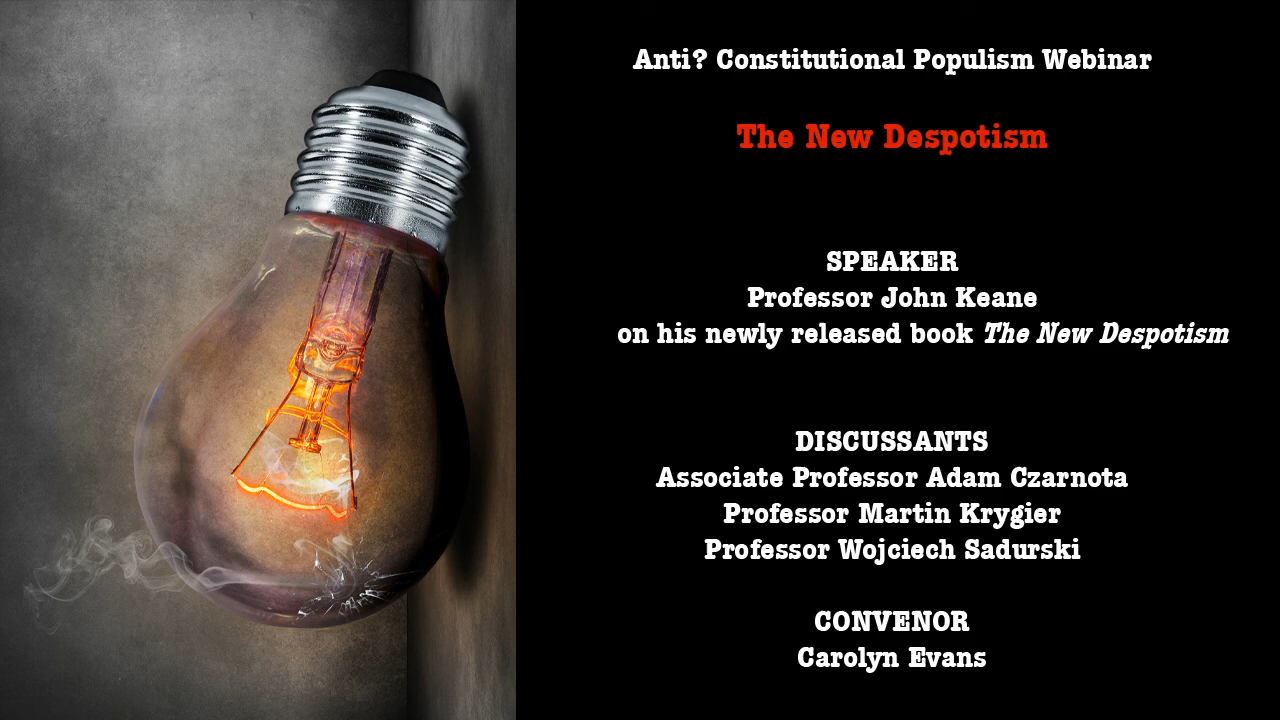 Anti? Constitutional Populism Webinar
The New Despotism
SPEAKER
Professor John Keane
on his newly released book The New Despotism
DISCUSSANTS
Associate Professor Adam Czarnota
Professor Martin Krygier
Professor Wojciech Sadurski
CONVENOR
Carolyn Evans